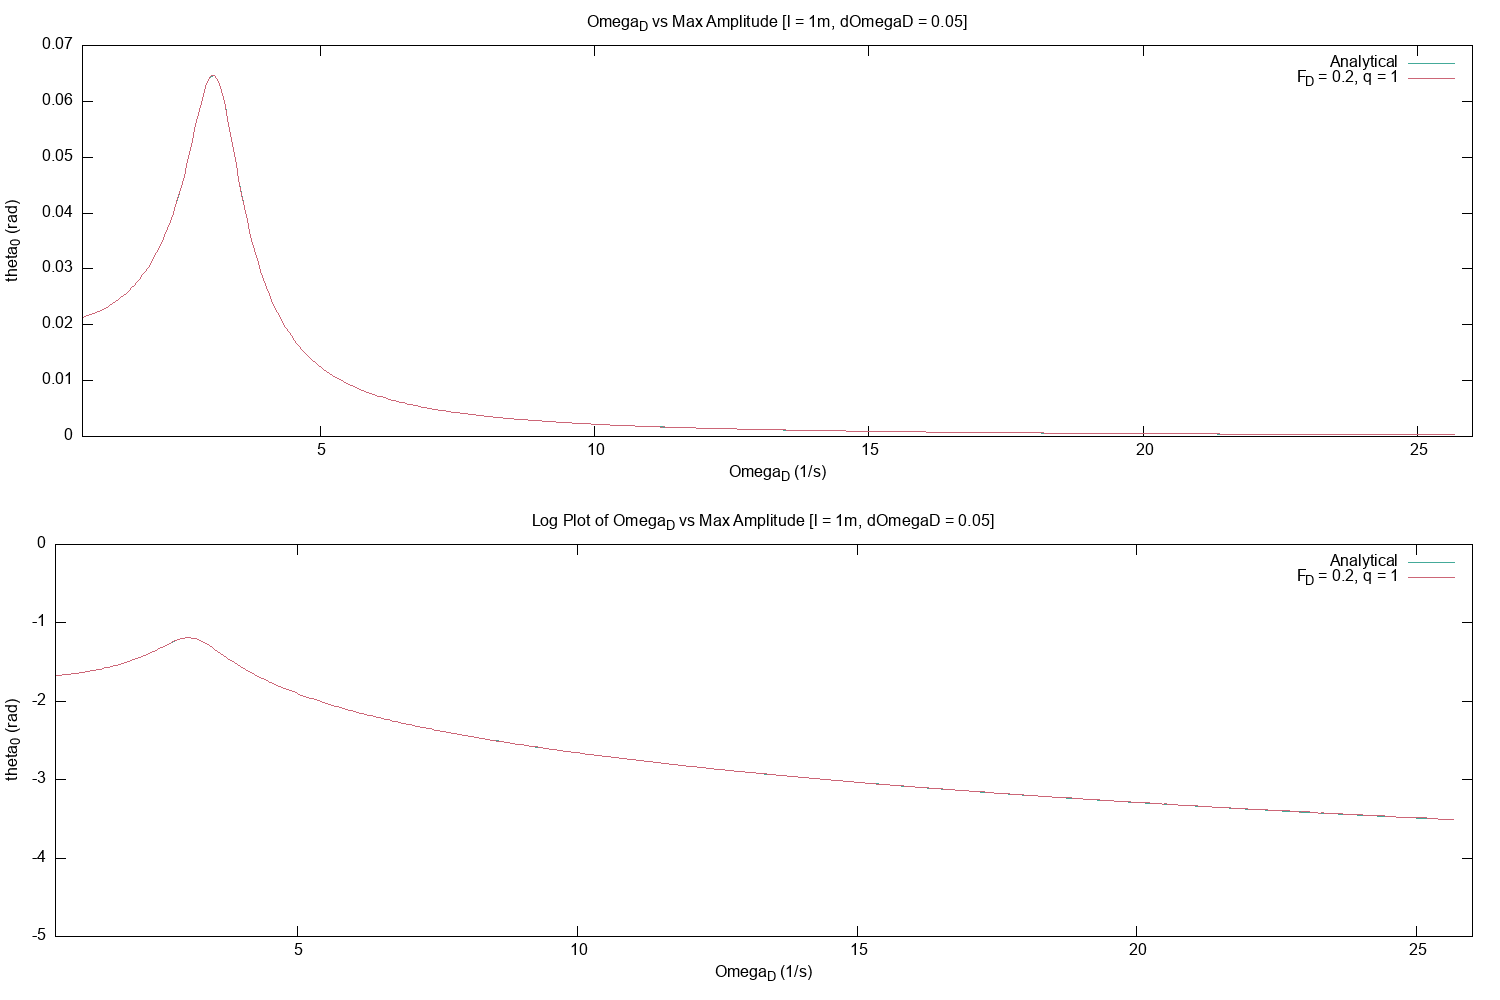 Omega_D vs Max Amplitude [l = 1m, dOmegaD = 0.05]
0.07
0.06
0.05
0.04
0.03
0.02
0.01
0
theta_0 (rad)
Analytical
F_D = 0.2, q = 1
5 10 15 20 25
Omega_D (1/s)
Log Plot of Omega_D vs Max Amplitude [l = 1m, dOmegaD = 0.05]
0
-1
-2
-3
-4
-5
theta_0 (rad)
Analytical
F_D = 0.2, q = 1
5 10 15 20 25
Omega_D (1/s)